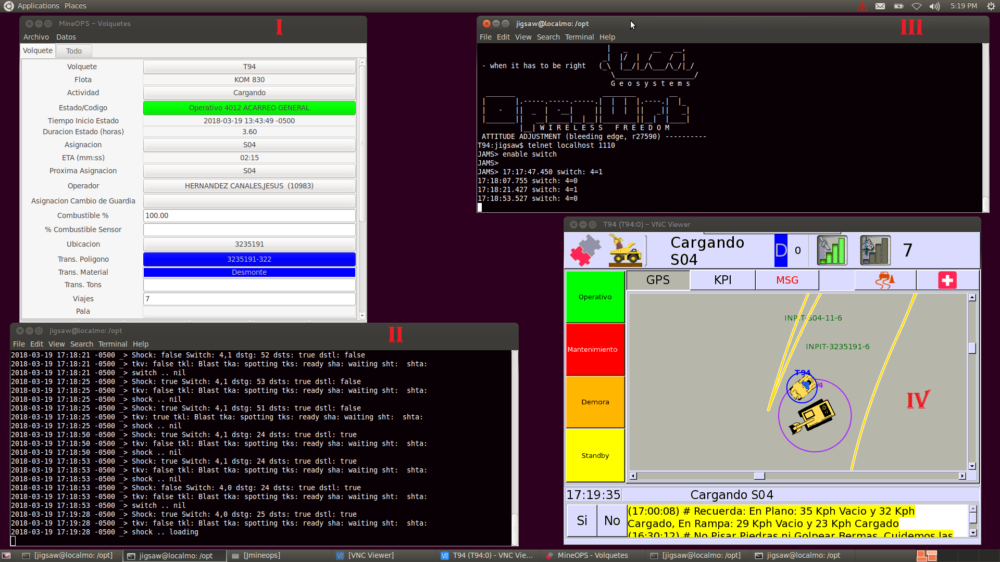 Applications Places
5:19 PM
MineOPS – Volquetes
I
Archivo Datos
Volquete Todo
Volquete T94
Flota KOM 830
Actividad Cargando
Estado/Codigo Operativo 4012 ACARREO GENERAL
Tiempo Inicio Estado 2018-03-19 13:43:49 -0500
Duracion Estado (horas) 3.60
Asignacion S04
ETA (mm:ss) 02:15
Proxima Asignacion S04
Operador HERNANDEZ CANALES,JESUS (10983)
Asignacion Cambio de Guardia
Combustible % 100.00
% Combustible Sensor
Ubicacion 3235191
Trans. Poligono 3235191-322
Trans. Material Desmonte
Trans. Tons
Viajes 7
Pala
jigsaw@localmo: /opt
II
File Edit View Search Terminal Help
2018-03-19 17:18:21 -0500 _> Shock: false Switch: 4,1 dstg: 52 dsts: true dstl: false
2018-03-19 17:18:21 -0500 _> tkv: false tkl: Blast tka: spotting tks: ready sha: waiting sht:  shta:
2018-03-19 17:18:21 -0500 _> switch .. nil
2018-03-19 17:18:25 -0500 _> Shock: true Switch: 4,1 dstg: 53 dsts: true dstl: false
2018-03-19 17:18:25 -0500 _> tkv: false tkl: Blast tka: spotting tks: ready sha: waiting sht:  shta:
2018-03-19 17:18:25 -0500 _> shock .. nil
2018-03-19 17:18:25 -0500 _> Shock: true Switch: 4,1 dstg: 51 dsts: true dstl: false
2018-03-19 17:18:25 -0500 _> tkv: true tkl: Blast tka: spotting tks: ready sha: waiting sht:  shta:
2018-03-19 17:18:25 -0500 _> shock .. nil
2018-03-19 17:18:50 -0500 _> Shock: true Switch: 4,1 dstg: 24 dsts: true dstl: true
2018-03-19 17:18:50 -0500 _> tkv: false tkl: Blast tka: spotting tks: ready sha: waiting sht:  shta:
2018-03-19 17:18:50 -0500 _> shock .. nil
2018-03-19 17:18:53 -0500 _> Shock: true Switch: 4,1 dstg: 24 dsts: true dstl: true
2018-03-19 17:18:53 -0500 _> tkv: false tkl: Blast tka: spotting tks: ready sha: waiting sht:  shta:
2018-03-19 17:18:53 -0500 _> shock .. nil
2018-03-19 17:18:53 -0500 _> Shock: false Switch: 4,0 dstg: 24 dsts: true dstl: true
2018-03-19 17:18:53 -0500 _> tkv: false tkl: Blast tka: spotting tks: ready sha: waiting sht:  shta:
2018-03-19 17:18:53 -0500 _> switch .. nil
2018-03-19 17:19:28 -0500 _> Shock: true Switch: 4,0 dstg: 25 dsts: true dstl: true
2018-03-19 17:19:28 -0500 _> tkv: false tkl: Blast tka: spotting tks: ready sha: waiting sht:  shta:
2018-03-19 17:19:28 -0500 _> shock .. loading
jigsaw@localmo: /opt
III
File Edit View Search Terminal Help
- when it has to be right
Geosystems
OpenWrt
WIRELESS FREEDOM
ATTITUDE ADJUSTMENT (bleeding edge, r27590) ----------
T94:jigsaw$ telnet localhost 1110
JAMS> enable switch
JAMS>
JAMS> 17:17:47.450 switch: 4=1
17:18:07.755 switch: 4=0
17:18:21.427 switch: 4=1
17:18:53.527 switch: 4=0
T94 (T94:0) – VNC Viewer
Cargando
S04
D 0
7
GPS KPI MSG
Operativo
Mantenimiento
Demora
Standby
INPIT-S04-11-6
INPIT-3235191-6
T94
IV
17:19:35 Cargando S04
Si No
(17:00:08) # Recuerda: En Plano: 35 Kph Vacio y 32 Kph
Cargado, En Rampa: 29 Kph Vacio y 23 Kph Cargado
(16:30:12) # No Pisar Piedras ni Golpear Bermas. Cuidemos las
[jigsaw@localmo: /opt] jigsaw@localmo: /opt [Jmineops] [VNC Viewer] T94 (T94:0) - VNC Vie... MineOPS - Volquetes [jigsaw@localmo: /opt] jigsaw@localmo: /opt